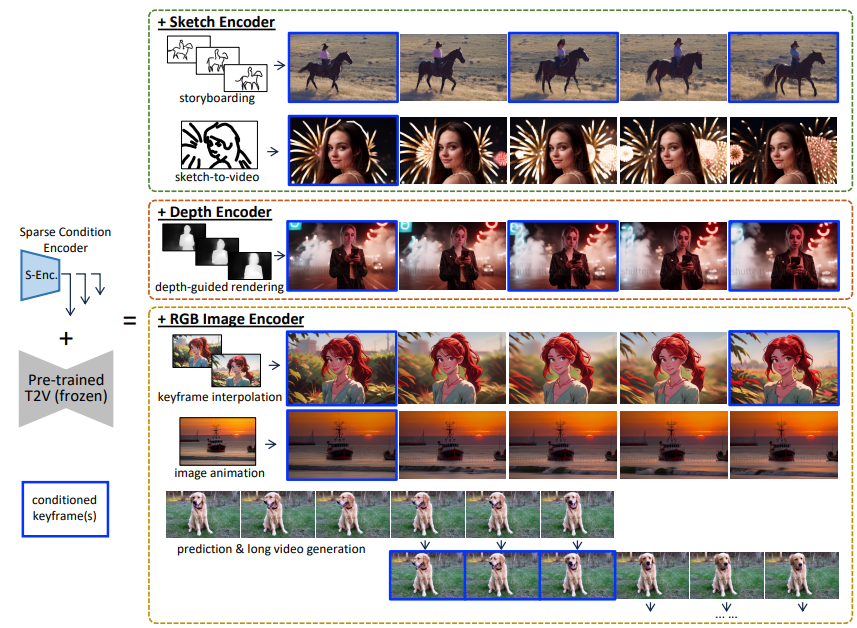 + Sketch Encoder
storyboarding
sketch-to-video
+ Depth Encoder
depth-guided rendering
Sparse Condition
Encoder
S-Enc.
+
=
Pre-trained
T2V (frozen)
conditioned
keyframe(s)
+ RGB Image Encoder
keyframe interpolation
image animation
prediction & long video generation
... ...